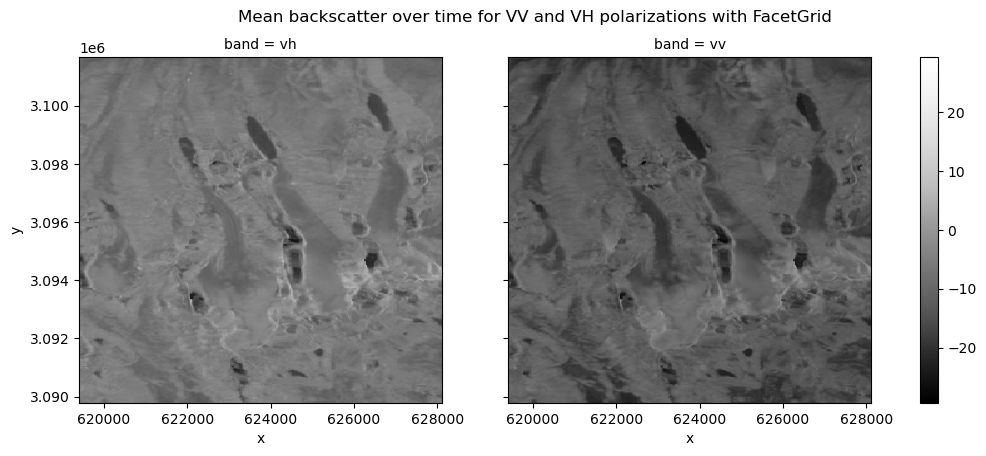 Mean backscatter over time for VV and VH polarizations with FacetGrid
1e6
band = vh
band = vv
3.100
3.098
3.096
3.094
3.092
3.090
y
620000 622000 624000 626000 628000
x
620000 622000 624000 626000 628000
x
20
10
0
−10
−20